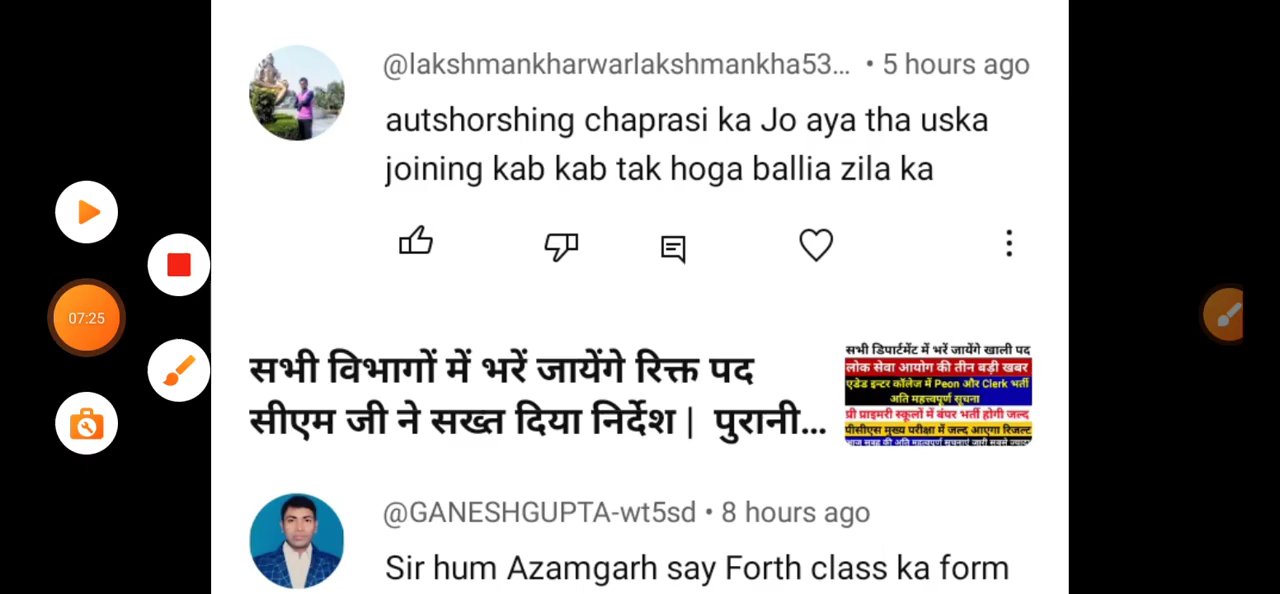 @lakshmankharwarlakshmankha53... • 5 hours ago
autshorshing chaprasi ka Jo aya tha uska
joining kab kab tak hoga ballia zila ka
07:25
सभी विभागों में भरें जायेंगे रिक्त पद
सीएम जी ने सख्त दिया निर्देश | पुरानी...
सभी डिपार्टमेंट में भरें जायेंगे खाली पद
लोक सेवा आयोग की तीन बड़ी खबर
एडेड इन्टर कॉलेज में Peon और Clerk भर्ती
अति महत्त्वपूर्ण सूचना
प्री प्राइमरी स्कूलों में बंपर भर्ती होगी जल्द
पीसीएस मुख्य परीक्षा में जल्द आएगा रिजल्ट
@GANESHGUPTA-wt5sd • 8 hours ago
Sir hum Azamgarh say Forth class ka form